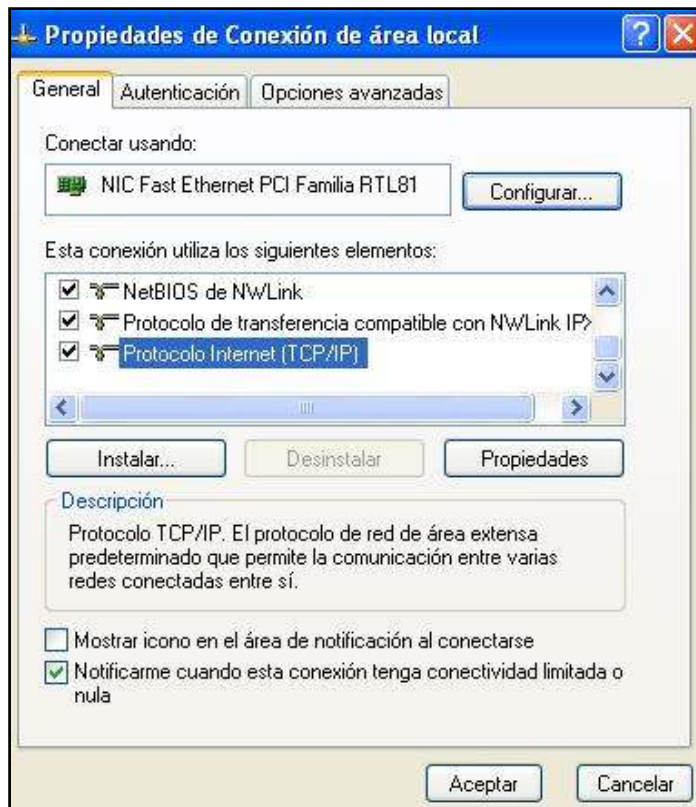 Propiedades de Conexión de área local
General Autenticación Opciones avanzadas
Conectar usando:
NIC Fast Ethernet PCI Familia RTL81 Configurar...
Esta conexión utiliza los siguientes elementos:
NetBIOS de NWLink
Protocolo de transferencia compatible con NWLink IP
Protocolo Internet (TCP/IP)
Instalar... Desinstalar Propiedades
Descripción
Protocolo TCP/IP. El protocolo de red de área extensa
predeterminado que permite la comunicación entre varias
redes conectadas entre sí.
Mostrar icono en el área de notificación al conectarse
Notificarme cuando esta conexión tenga conectividad limitada o
nula
Aceptar Cancelar